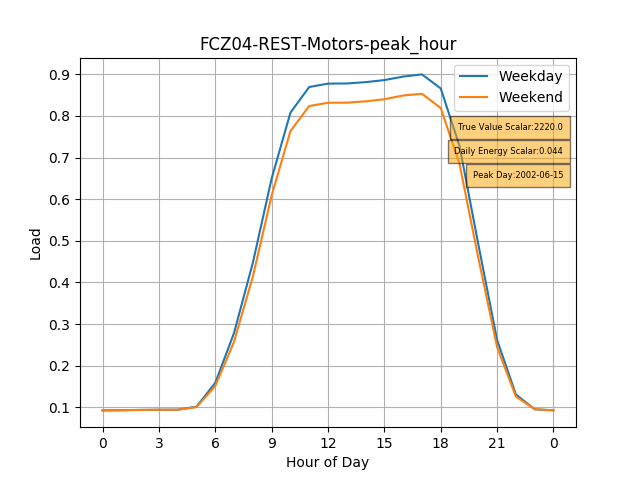 FCZ04-REST-Motors-peak_hour
Weekday
Weekend
True Value Scalar:2220.0
Daily Energy Scalar:0.044
Peak Day:2002-06-15
Load
0.9
0.8
0.7
0.6
0.5
0.4
0.3
0.2
0.1
0 3 6 9 12 15 18 21 0
Hour of Day